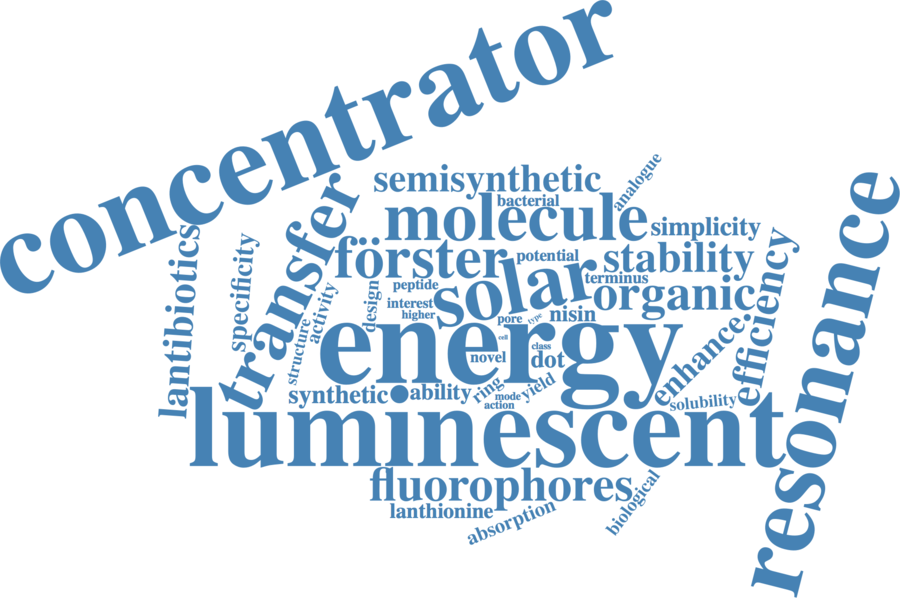 concentrator
semisynthetic
analogue
bacterial
molecule
simplicity
resonance
transfer
lantibiotics
specificity
förster
potential
stability
efficiency
solar
terminus
organic
peptide
design
activity
interest
higher
pore
type
nisin
structure
energy
cell
class
novel
dot
enhance
synthetic
ability
ring
mode
yield
action
solubility
luminescent
fluorophores
lanthionine
absorption
biological